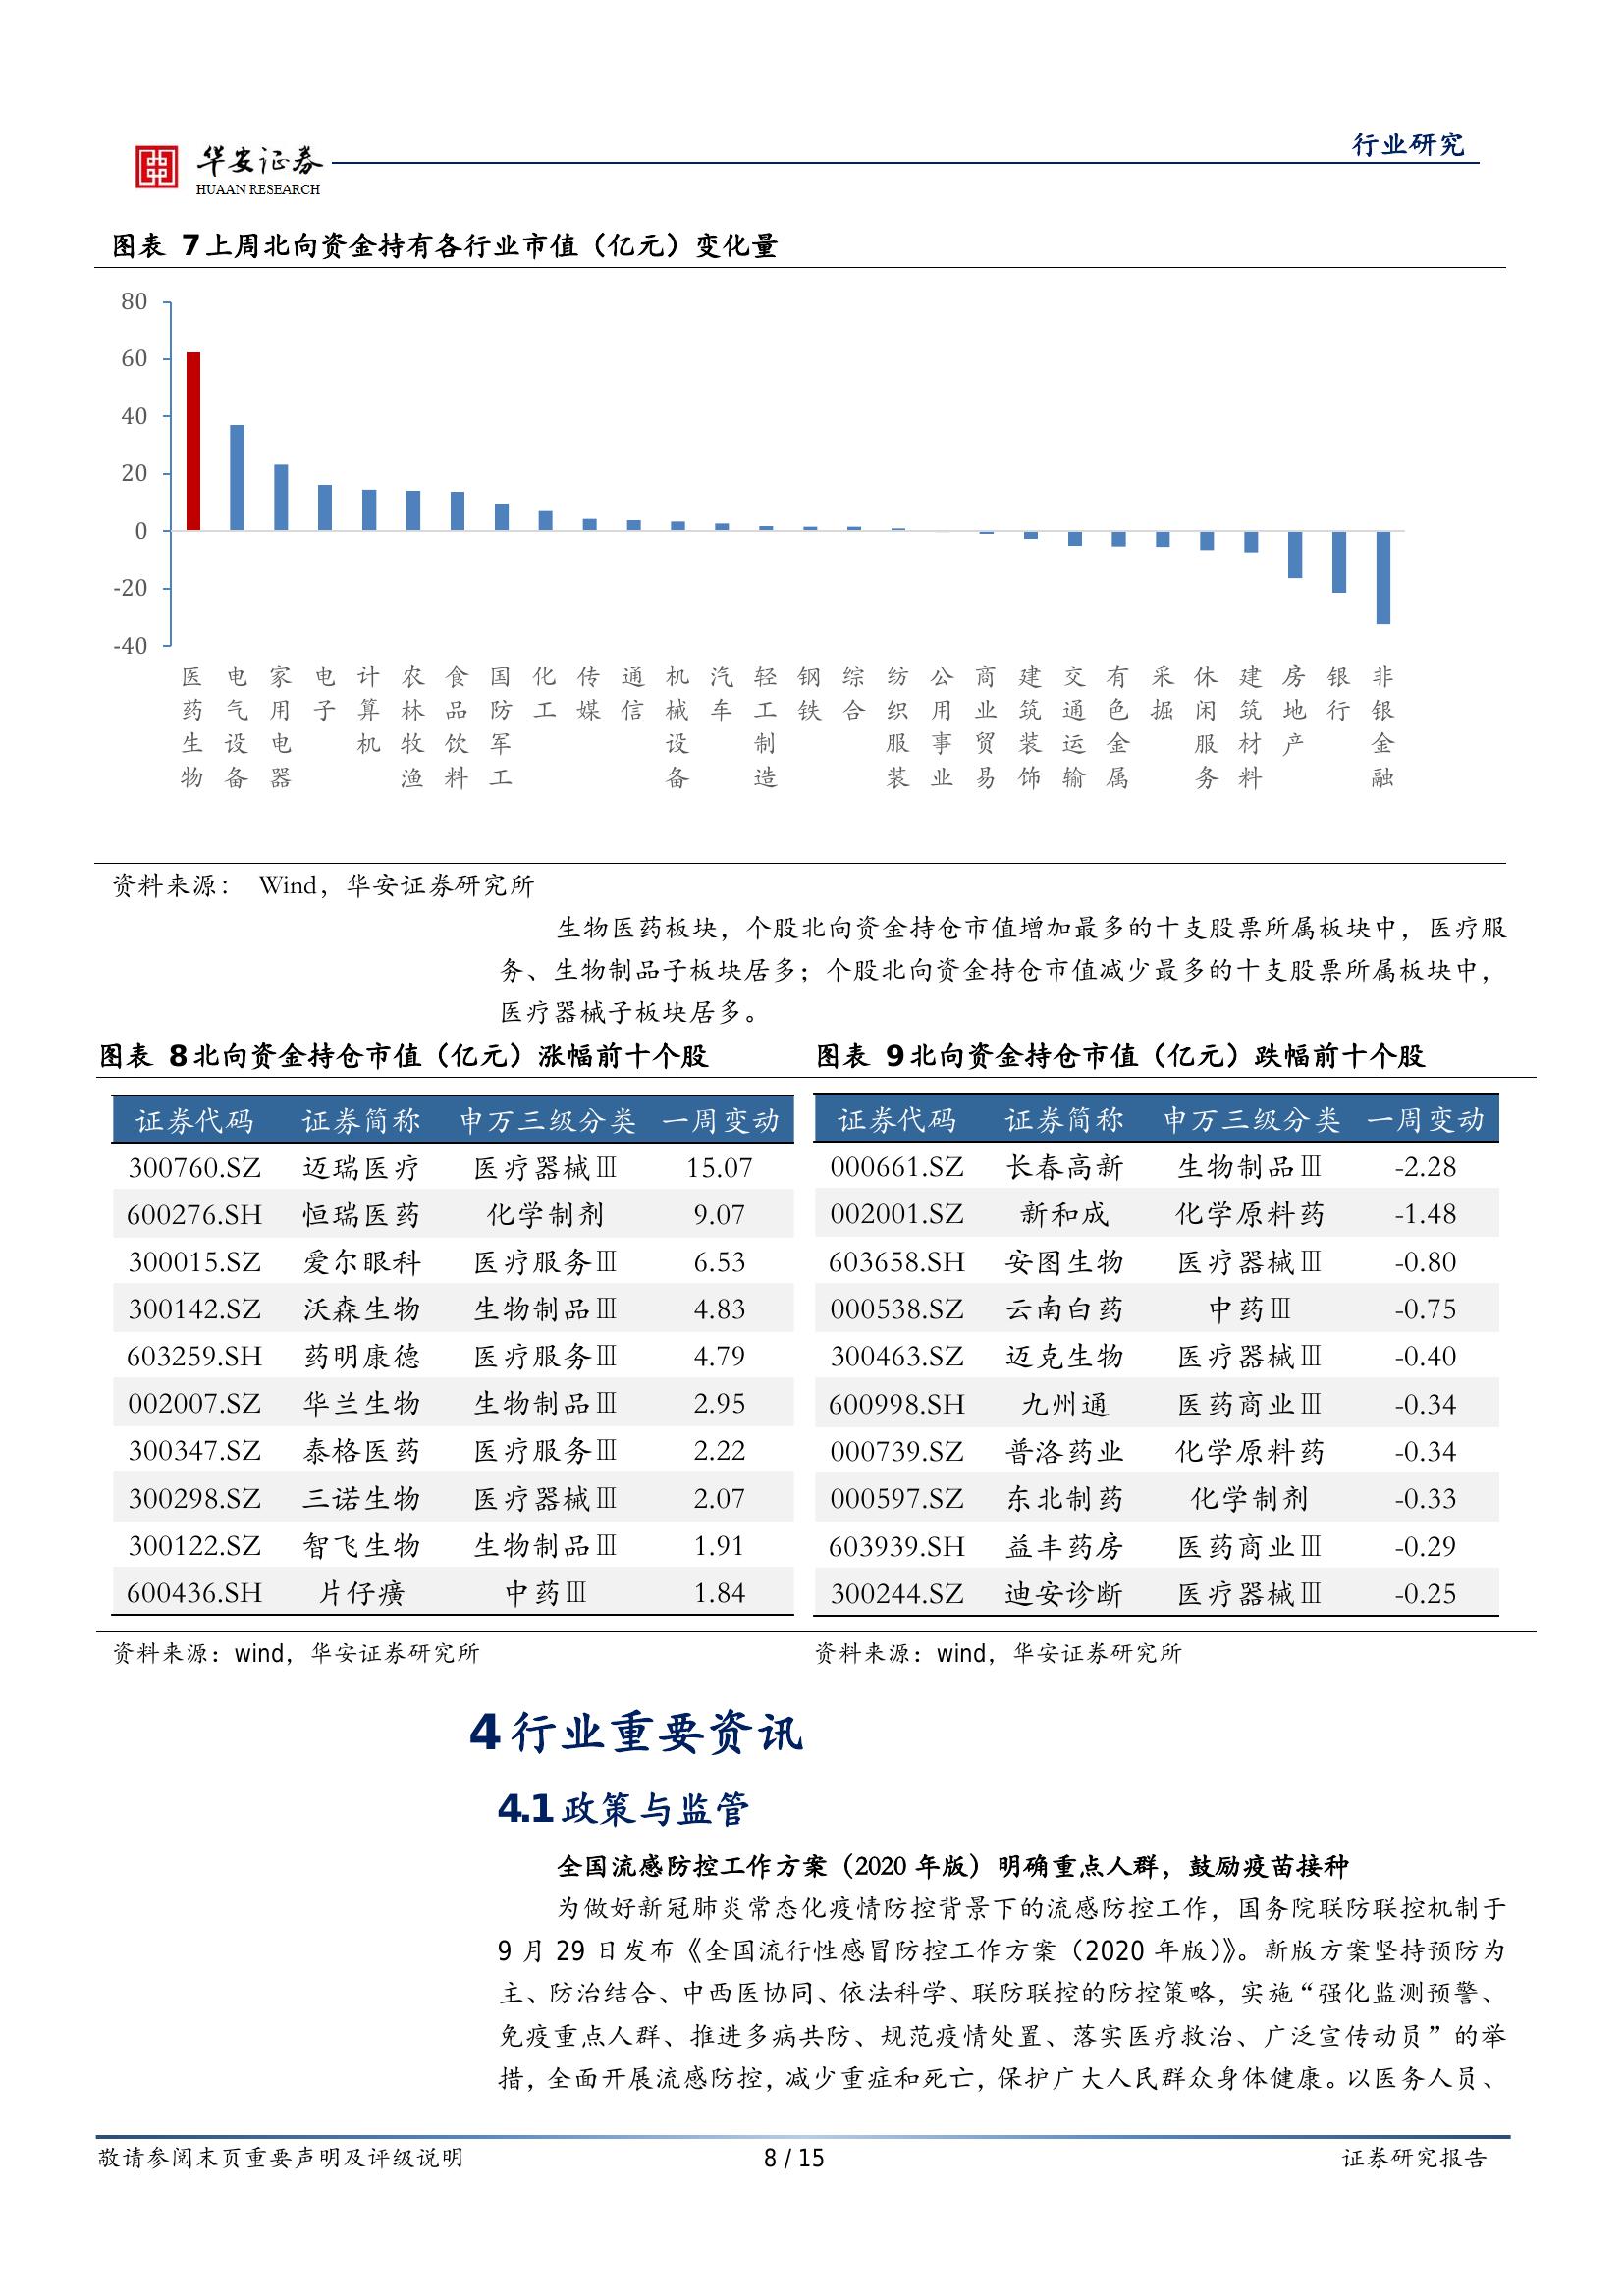 华安证券
HUAAN RESEARCH
行业研究
图表 7 上周北向资金持有各行业市值（亿元）变化量
80
60
40
20
0
-20
-40
医药生物 电气设备 家用电器 电子 计算机 农林牧渔 食品饮料 国防军工 化工 传媒 通信 机械设备 汽车 轻工制造 钢铁 综合 纺织服装 公用事业 商业贸易 建筑装饰 交通运输 有色金属 采掘 休闲服务 建筑材料 房地产 银行 非银金融
资料来源： Wind，华安证券研究所
生物医药板块，个股北向资金持仓市值增加最多的十支股票所属板块中，医疗服
务、生物制品子板块居多；个股北向资金持仓市值减少最多的十支股票所属板块中，
医疗器械子板块居多。
图表 8 北向资金持仓市值（亿元）涨幅前十个股
证券代码 证券简称 申万三级分类 一周变动
300760.SZ 迈瑞医疗 医疗器械Ⅲ 15.07
600276.SH 恒瑞医药 化学制剂 9.07
300015.SZ 爱尔眼科 医疗服务Ⅲ 6.53
300142.SZ 沃森生物 生物制品Ⅲ 4.83
603259.SH 药明康德 医疗服务Ⅲ 4.79
002007.SZ 华兰生物 生物制品Ⅲ 2.95
300347.SZ 泰格医药 医疗服务Ⅲ 2.22
300298.SZ 三诺生物 医疗器械Ⅲ 2.07
300122.SZ 智飞生物 生物制品Ⅲ 1.91
600436.SH 片仔癀 中药Ⅲ 1.84
资料来源：wind，华安证券研究所
图表 9 北向资金持仓市值（亿元）跌幅前十个股
证券代码 证券简称 申万三级分类 一周变动
000661.SZ 长春高新 生物制品Ⅲ -2.28
002001.SZ 新和成 化学原料药 -1.48
603658.SH 安图生物 医疗器械Ⅲ -0.80
000538.SZ 云南白药 中药Ⅲ -0.75
300463.SZ 迈克生物 医疗器械Ⅲ -0.40
600998.SH 九州通 医药商业Ⅲ -0.34
000739.SZ 普洛药业 化学原料药 -0.34
000597.SZ 东北制药 化学制剂 -0.33
603939.SH 益丰药房 医药商业Ⅲ -0.29
300244.SZ 迪安诊断 医疗器械Ⅲ -0.25
资料来源：wind，华安证券研究所
4 行业重要资讯
4.1 政策与监管
全国流感防控工作方案（2020 年版）明确重点人群，鼓励疫苗接种
为做好新冠肺炎常态化疫情防控背景下的流感防控工作，国务院联防联控机制于
9 月 29 日发布《全国流行性感冒防控工作方案（2020 年版）》。新版方案坚持预防为
主、防治结合、中西医协同、依法科学、联防联控的防控策略，实施“强化监测预警、
免疫重点人群、推进多病共防、规范疫情处置、落实医疗救治、广泛宣传动员”的举
措，全面开展流感防控，减少重症和死亡，保护广大人民群众身体健康。以医务人员、
敬请参阅末页重要声明及评级说明
8 / 15
证券研究报告